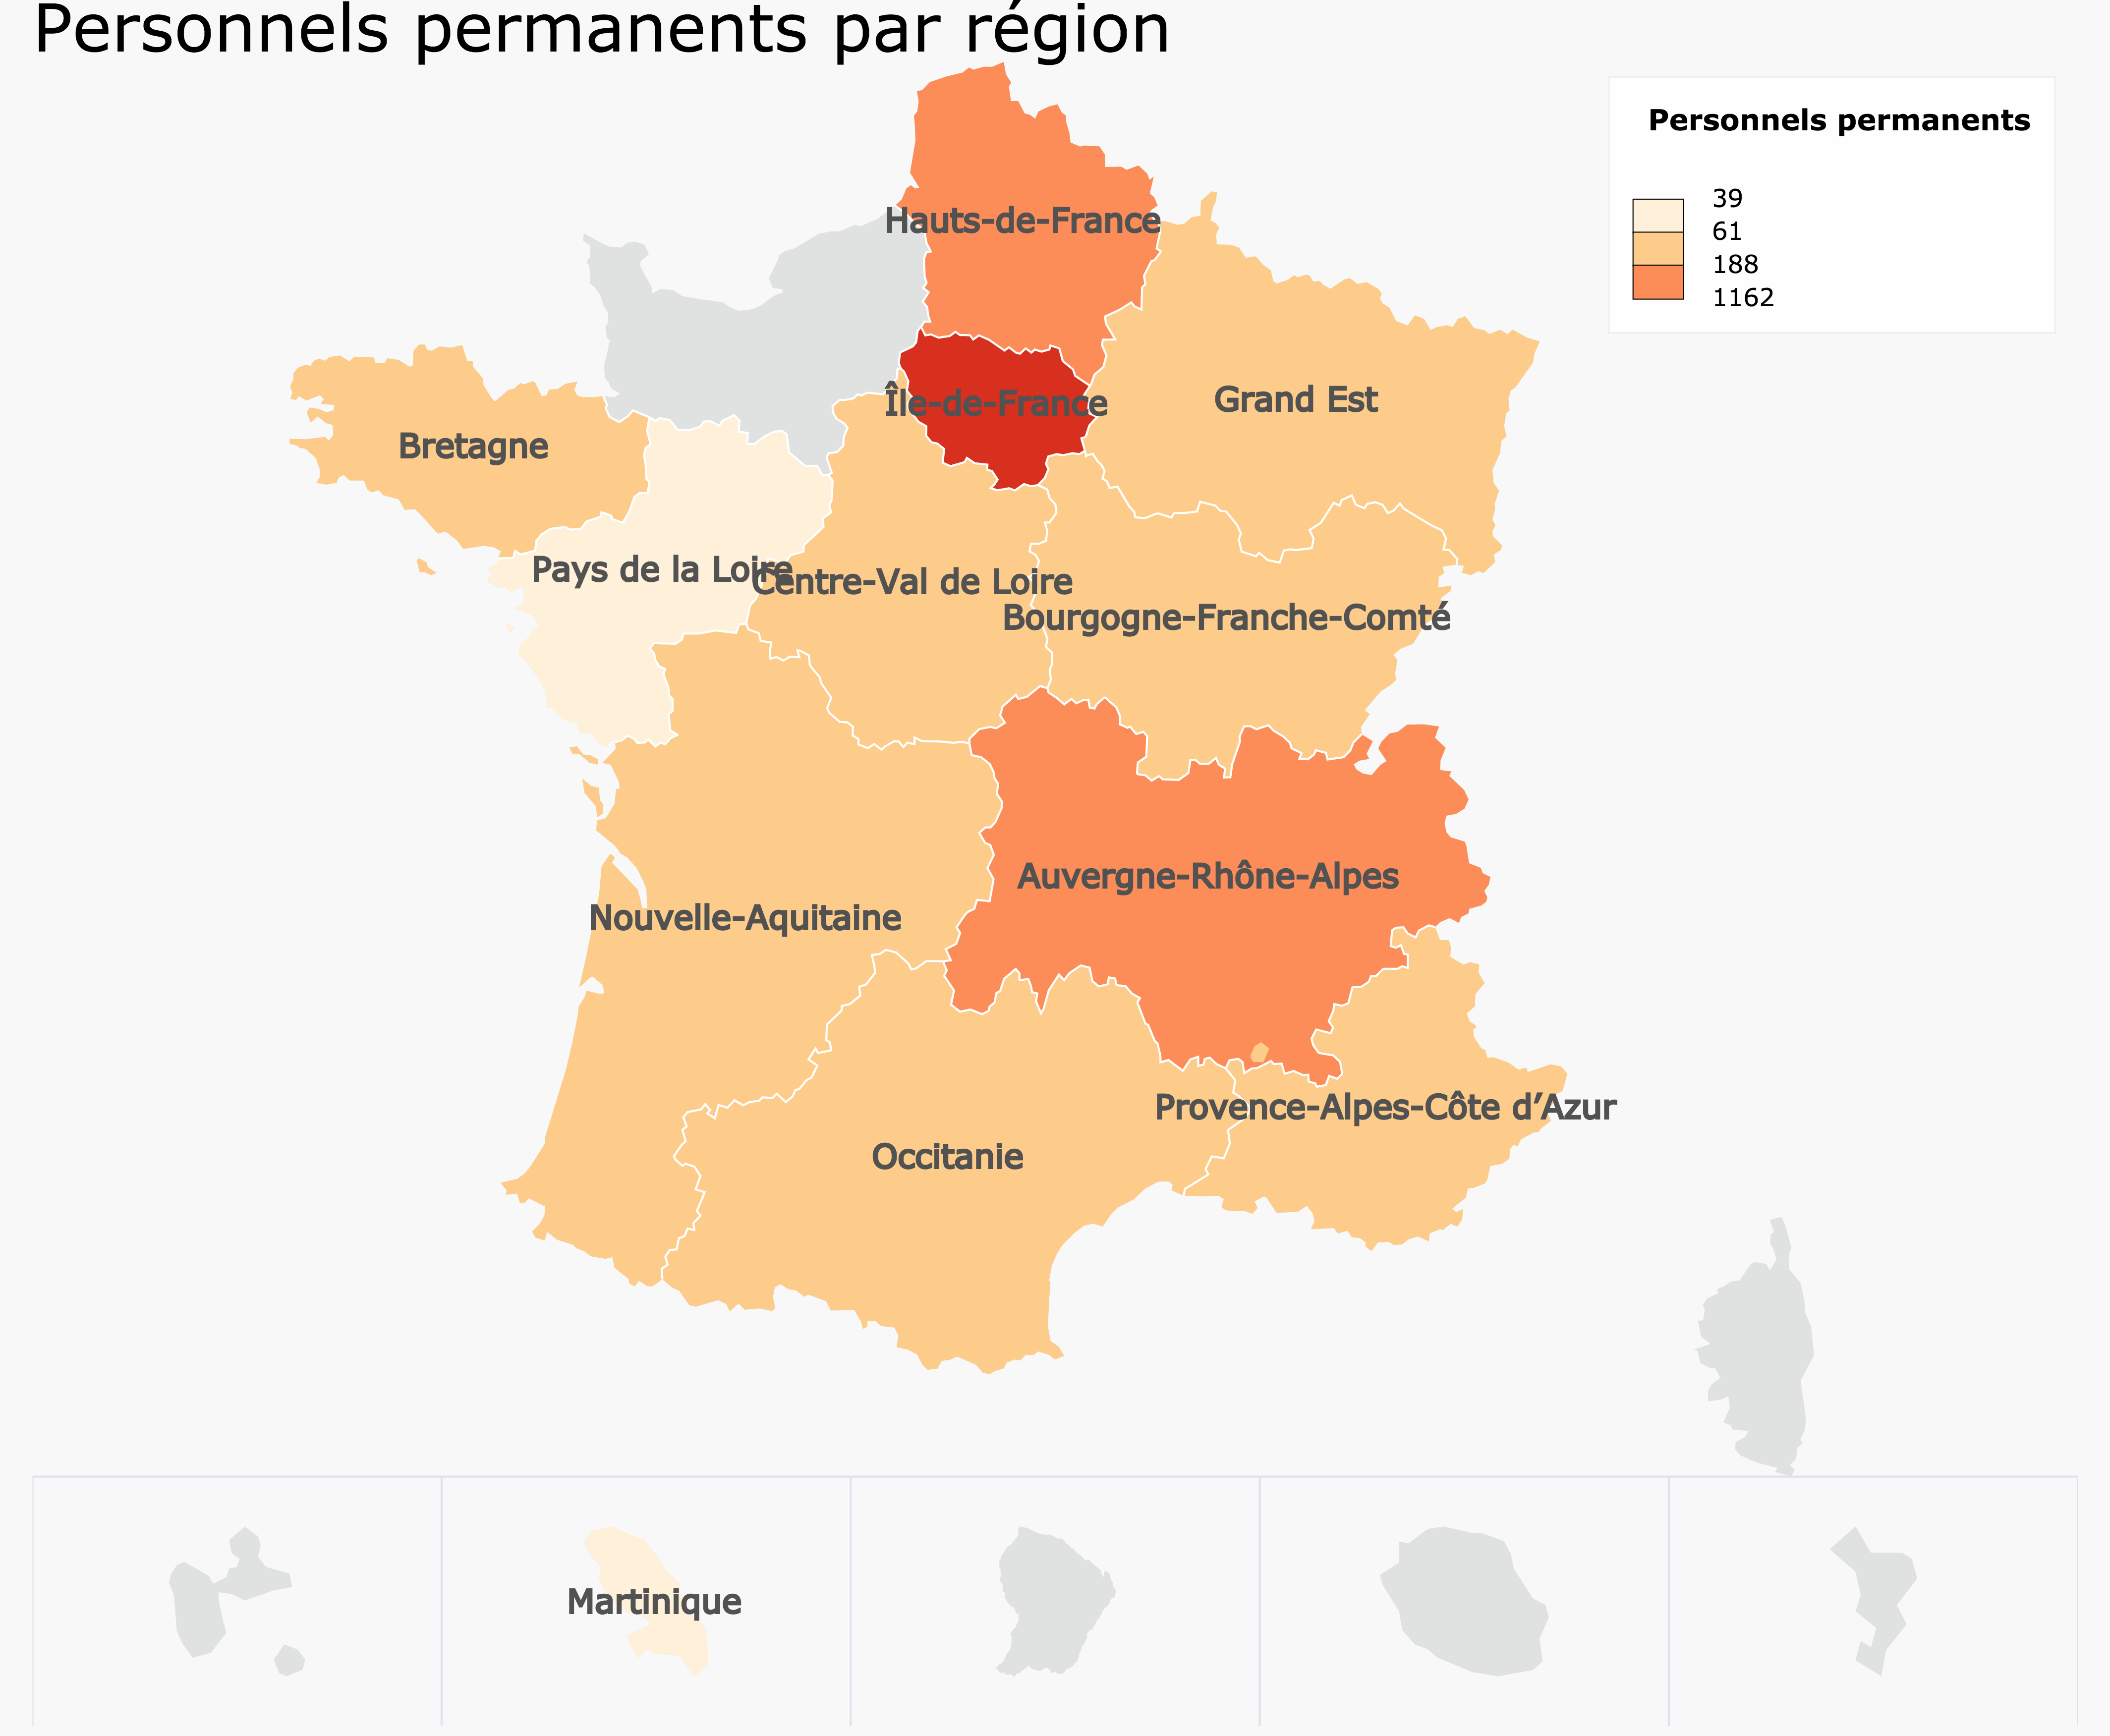 Personnels permanents par région
Personnels permanents
39
61
188
1162
Hauts-de-France
Île-de-France
Grand Est
Bretagne
Pays de la Loire
Centre-Val de Loire
Bourgogne-Franche-Comté
Auvergne-Rhône-Alpes
Nouvelle-Aquitaine
Provence-Alpes-Côte d’Azur
Occitanie
Martinique